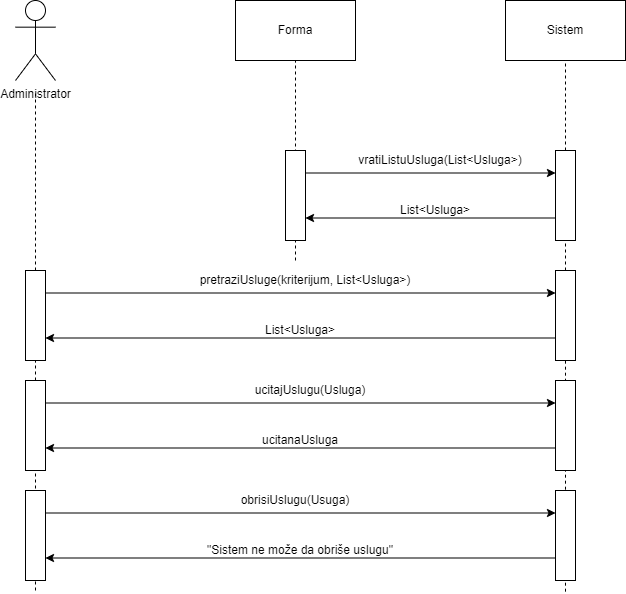 Forma
Sistem
Administrator
vratiListuUsluga(List<Usluga>)
List<Usluga>
pretraziUsluge(kriterijum, List<Usluga>)
List<Usluga>
ucitajUslugu(Usluga)
ucitanaUsluga
obrisiUslugu(Usuga)
"Sistem ne može da obriše uslugu"